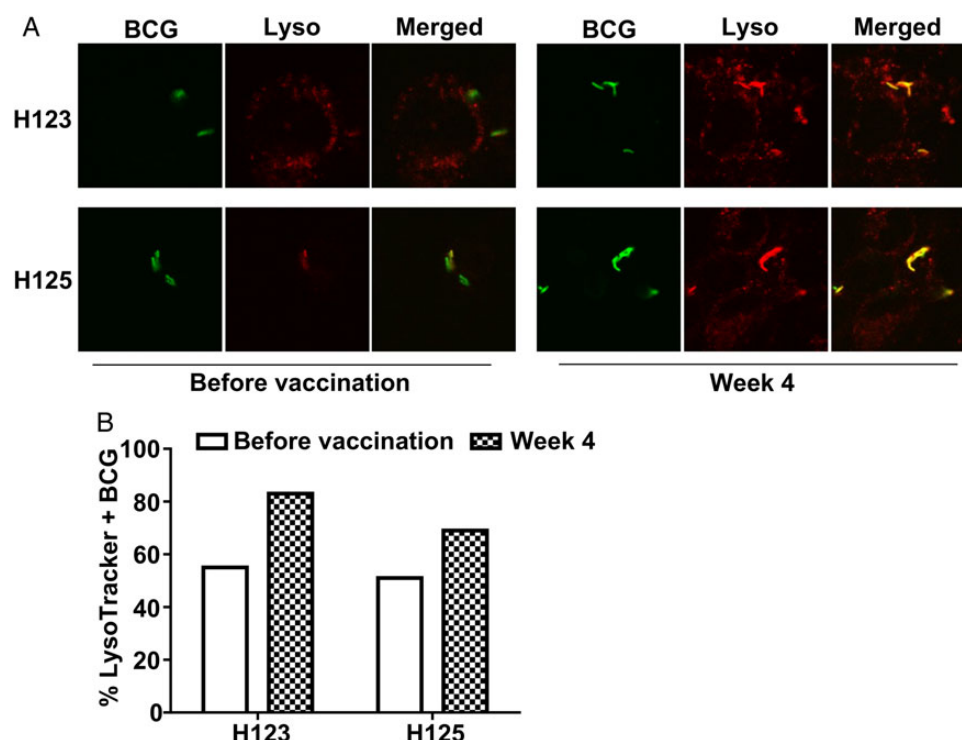 A
BCG Lyso Merged BCG Lyso Merged
H123
H125
Before vaccination Week 4
B
Before vaccination Week 4
% LysoTracker + BCG
100
80
60
40
20
0
H123 H125